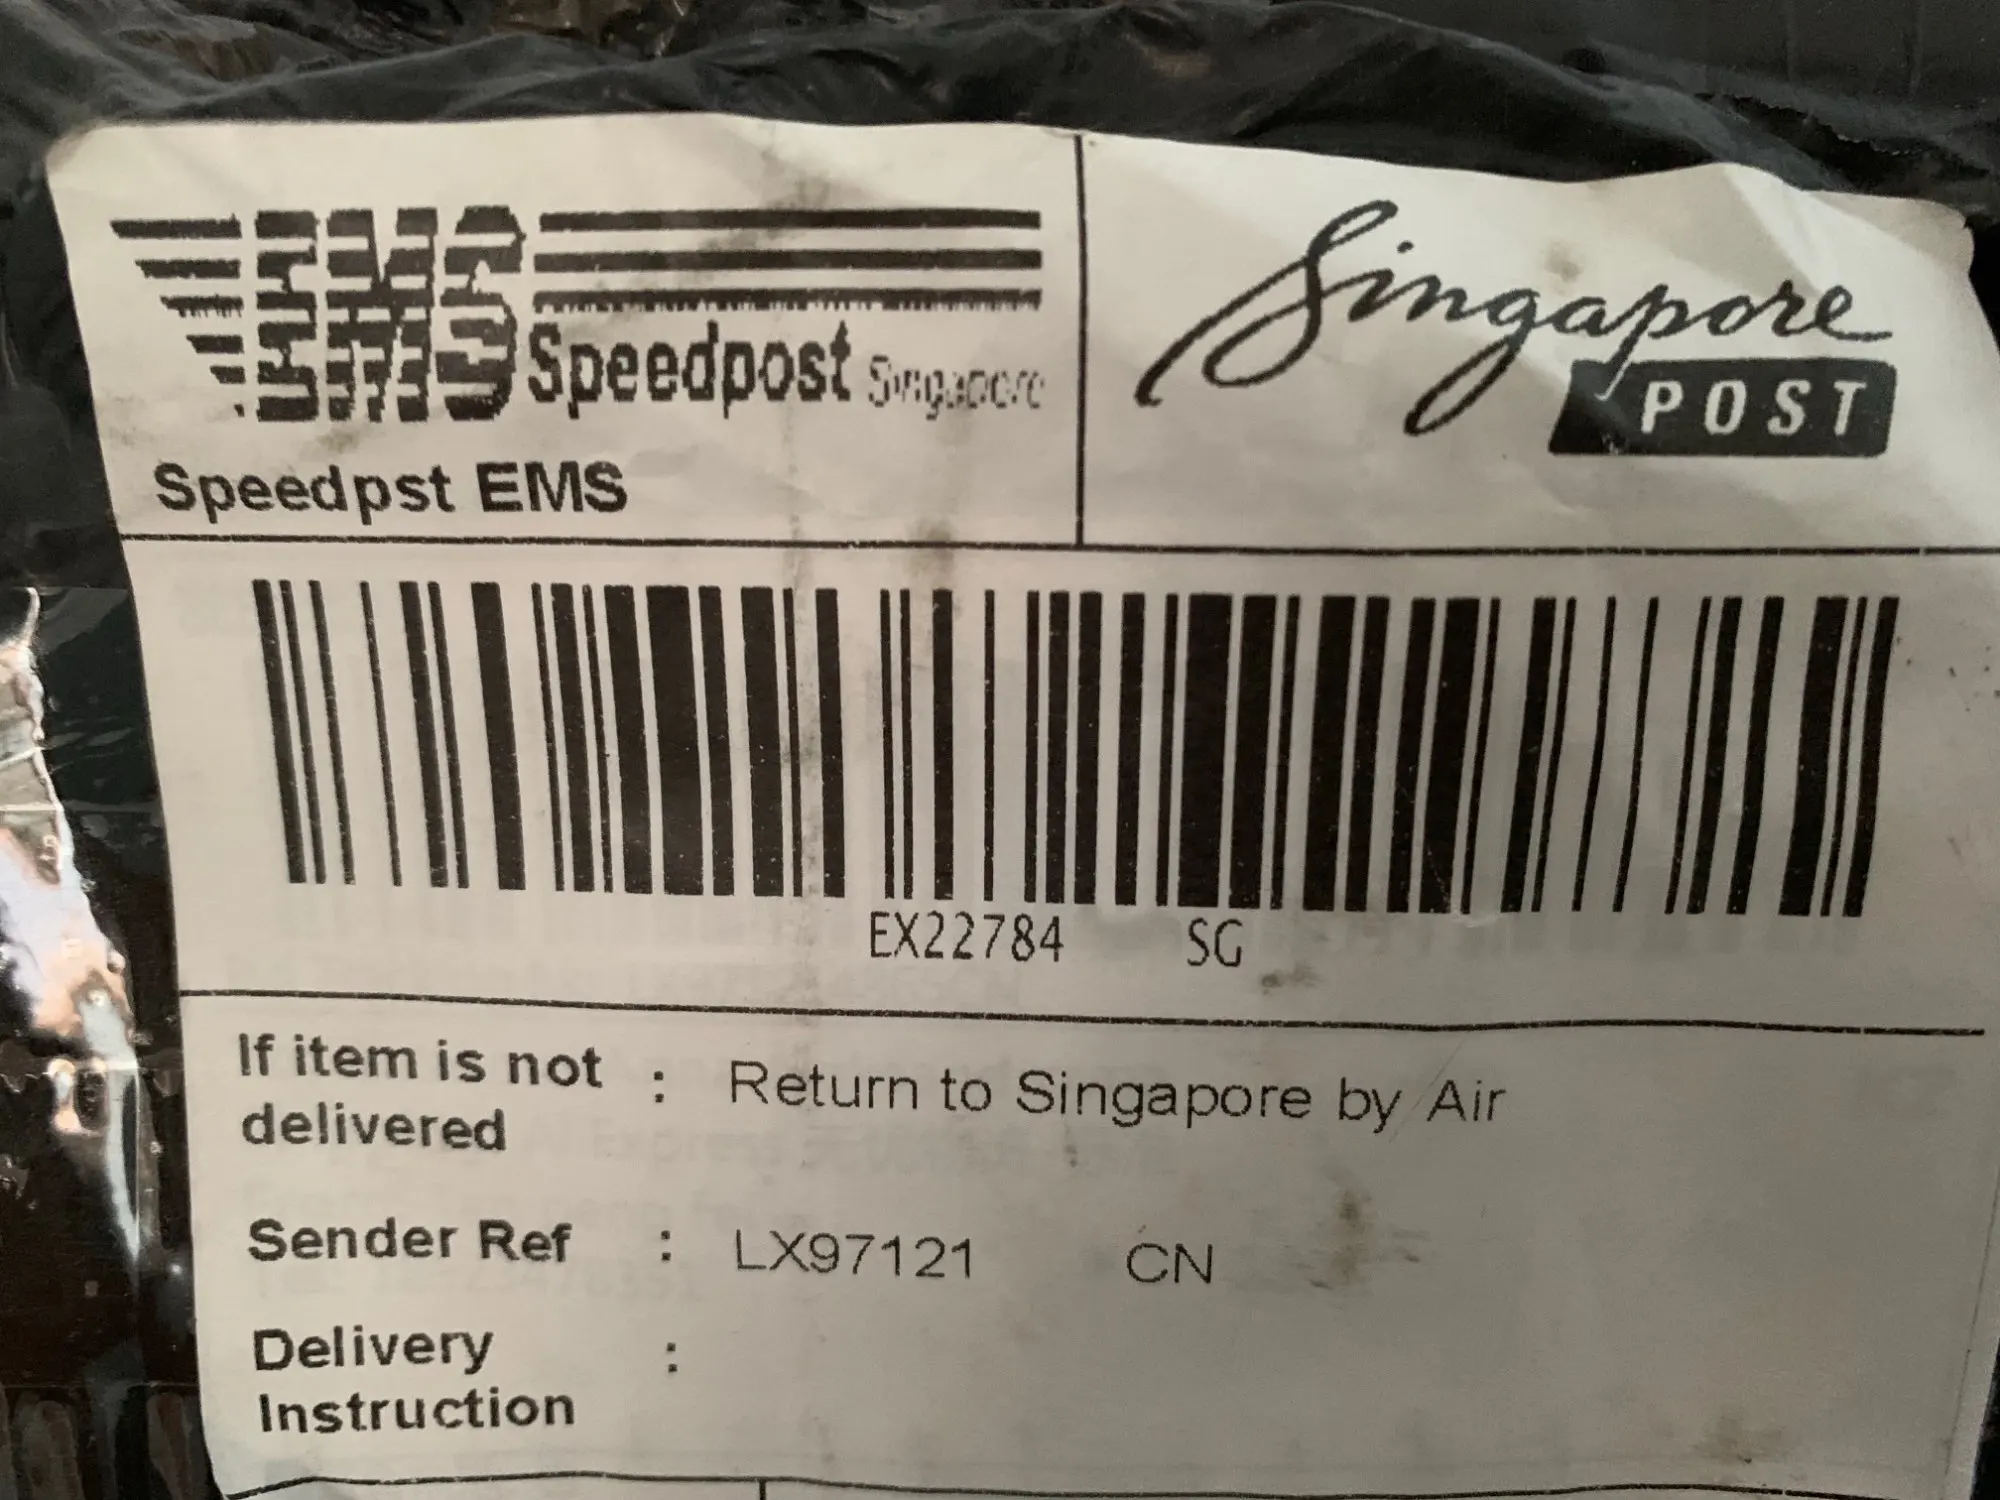 EMS
Speedpost Singapore
Singapore
POST
Speedpst EMS
EX22784 SG
If item is not : Return to Singapore by Air
delivered
Sender Ref : LX97121 CN
Delivery :
Instruction